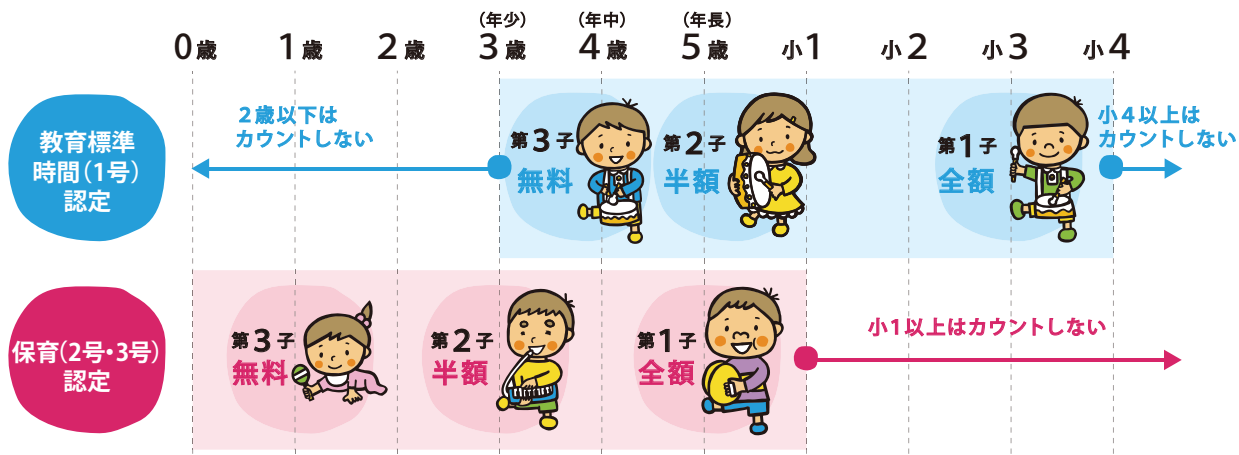 (年少) (年中) (年長)
0歳 1歳 2歳 3歳 4歳 5歳 小1 小2 小3 小4
教育標準
時間(1号)
認定
2歳以下は
カウントしない
第3子
無料
第2子
半額
第1子
全額
小4以上は
カウントしない
保育(2号・3号)
認定
第3子
無料
第2子
半額
第1子
全額
小1以上はカウントしない